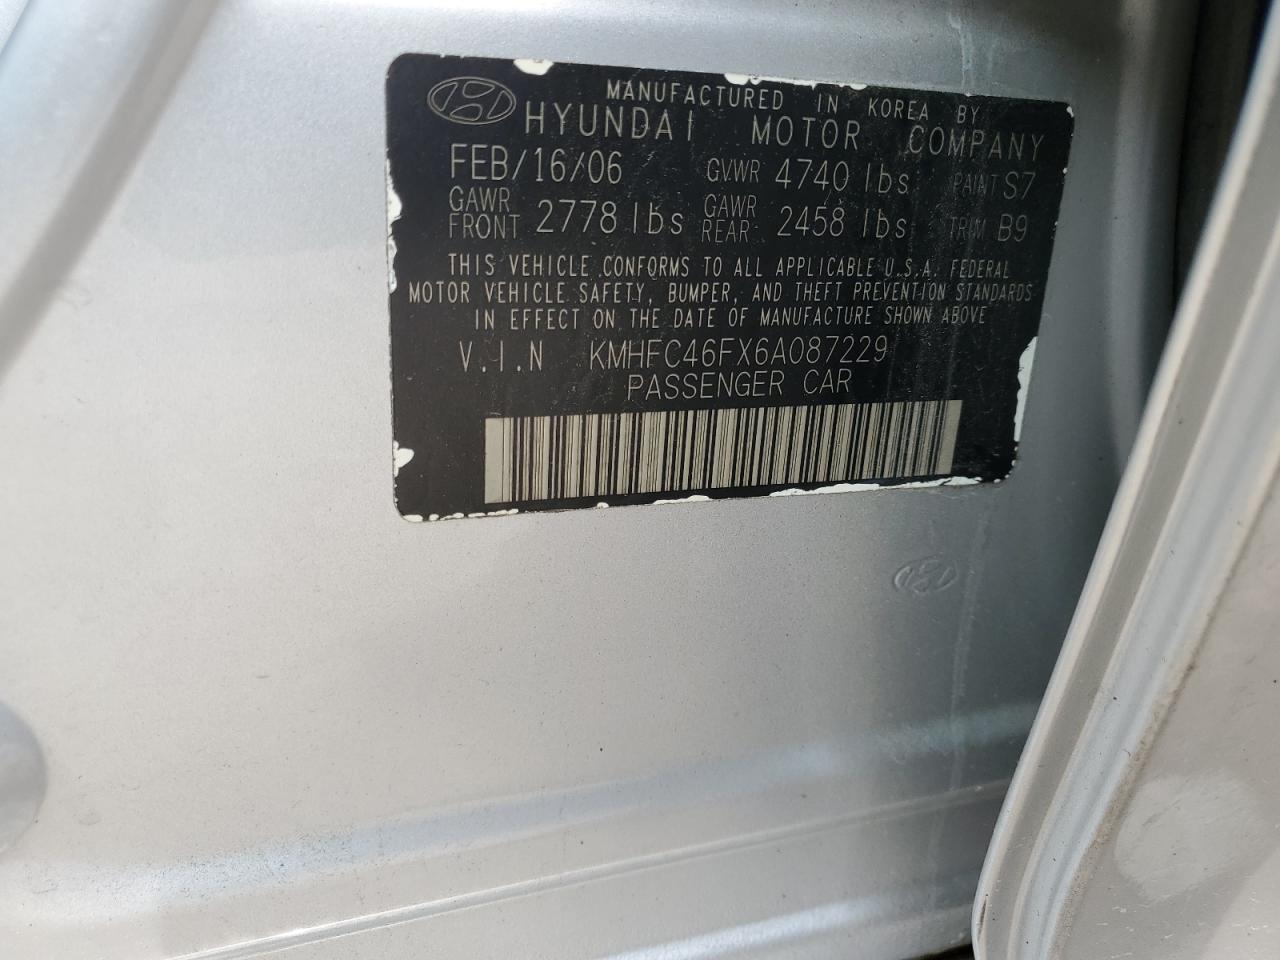 MANUFACTURED IN KOREA BY
HYUNDAI MOTOR COMPANY
FEB/16/06 GVWR 4740 lbs PAINT S7
GAWR FRONT 2778 lbs GAWR REAR 2458 lbs TRIM B9
THIS VEHICLE CONFORMS TO ALL APPLICABLE U.S.A. FEDERAL
MOTOR VEHICLE SAFETY, BUMPER, AND THEFT PREVENTION STANDARDS
IN EFFECT ON THE DATE OF MANUFACTURE SHOWN ABOVE
V.I.N KMHFC46FX6A087229
PASSENGER CAR